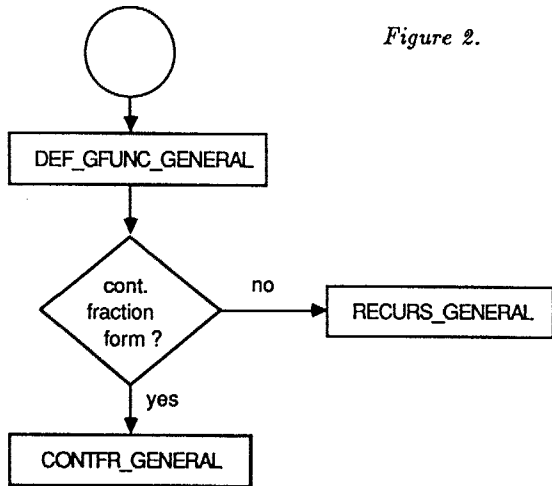 Figure 2.
DEF_GFUNC_GENERAL
cont.
fraction
form ?
no
RECURS_GENERAL
yes
CONTFR_GENERAL